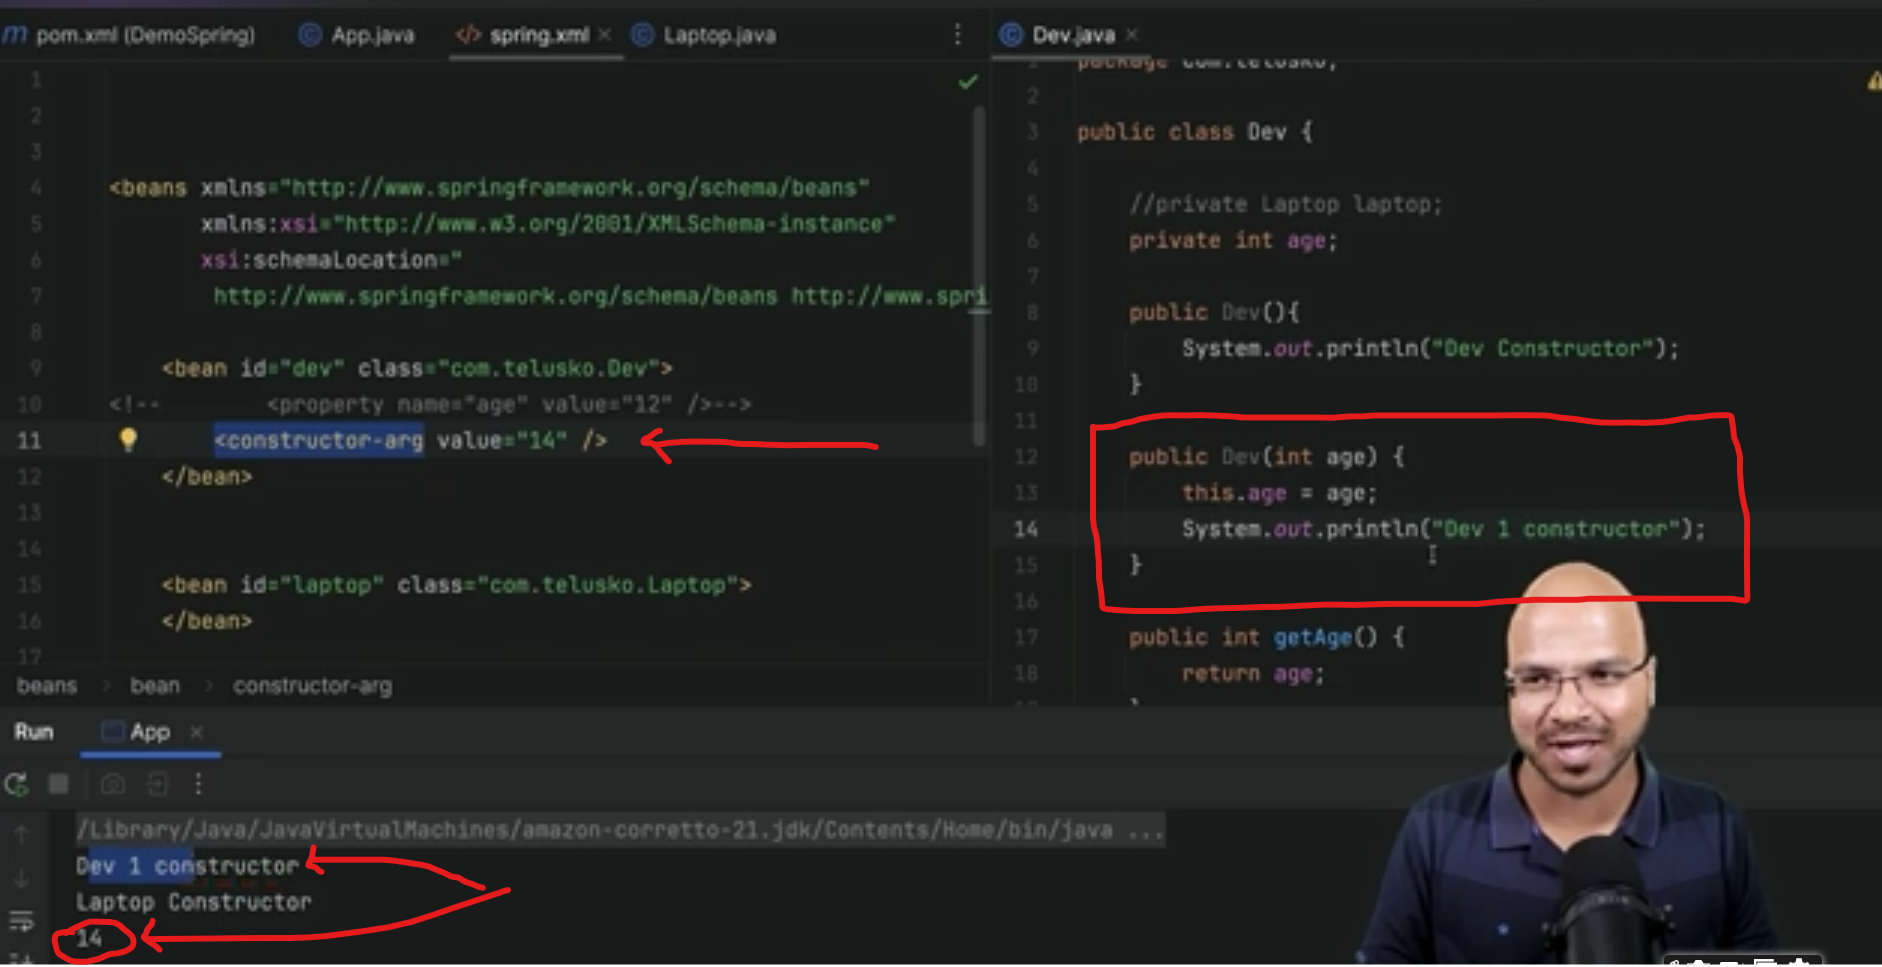 pom.xml (DemoSpring) App.java spring.xml Laptop.java
1
2
3
4 <beans xmlns="http://www.springframework.org/schema/beans"
5 xmlns:xsi="http://www.w3.org/2001/XMLSchema-instance"
6 xsi:schemaLocation="
7 http://www.springframework.org/schema/beans http://www.spri
8
9 <bean id="dev" class="com.telusko.Dev">
10 <!-- <property name="age" value="12" />-->
11 <constructor-arg value="14" />
12 </bean>
13
14
15 <bean id="laptop" class="com.telusko.Laptop">
16 </bean>
17
beans > bean > constructor-arg
Dev.java
package com.telusko;
2
3 public class Dev {
4
5 //private Laptop laptop;
6 private int age;
7
8 public Dev(){
9 System.out.println("Dev Constructor");
10 }
11
12 public Dev(int age) {
13 this.age = age;
14 System.out.println("Dev 1 constructor");
15 }
16
17 public int getAge() {
18 return age;
Run App
/Library/Java/JavaVirtualMachines/amazon-corretto-21.jdk/Contents/Home/bin/java ...
Dev 1 constructor
Laptop Constructor
14